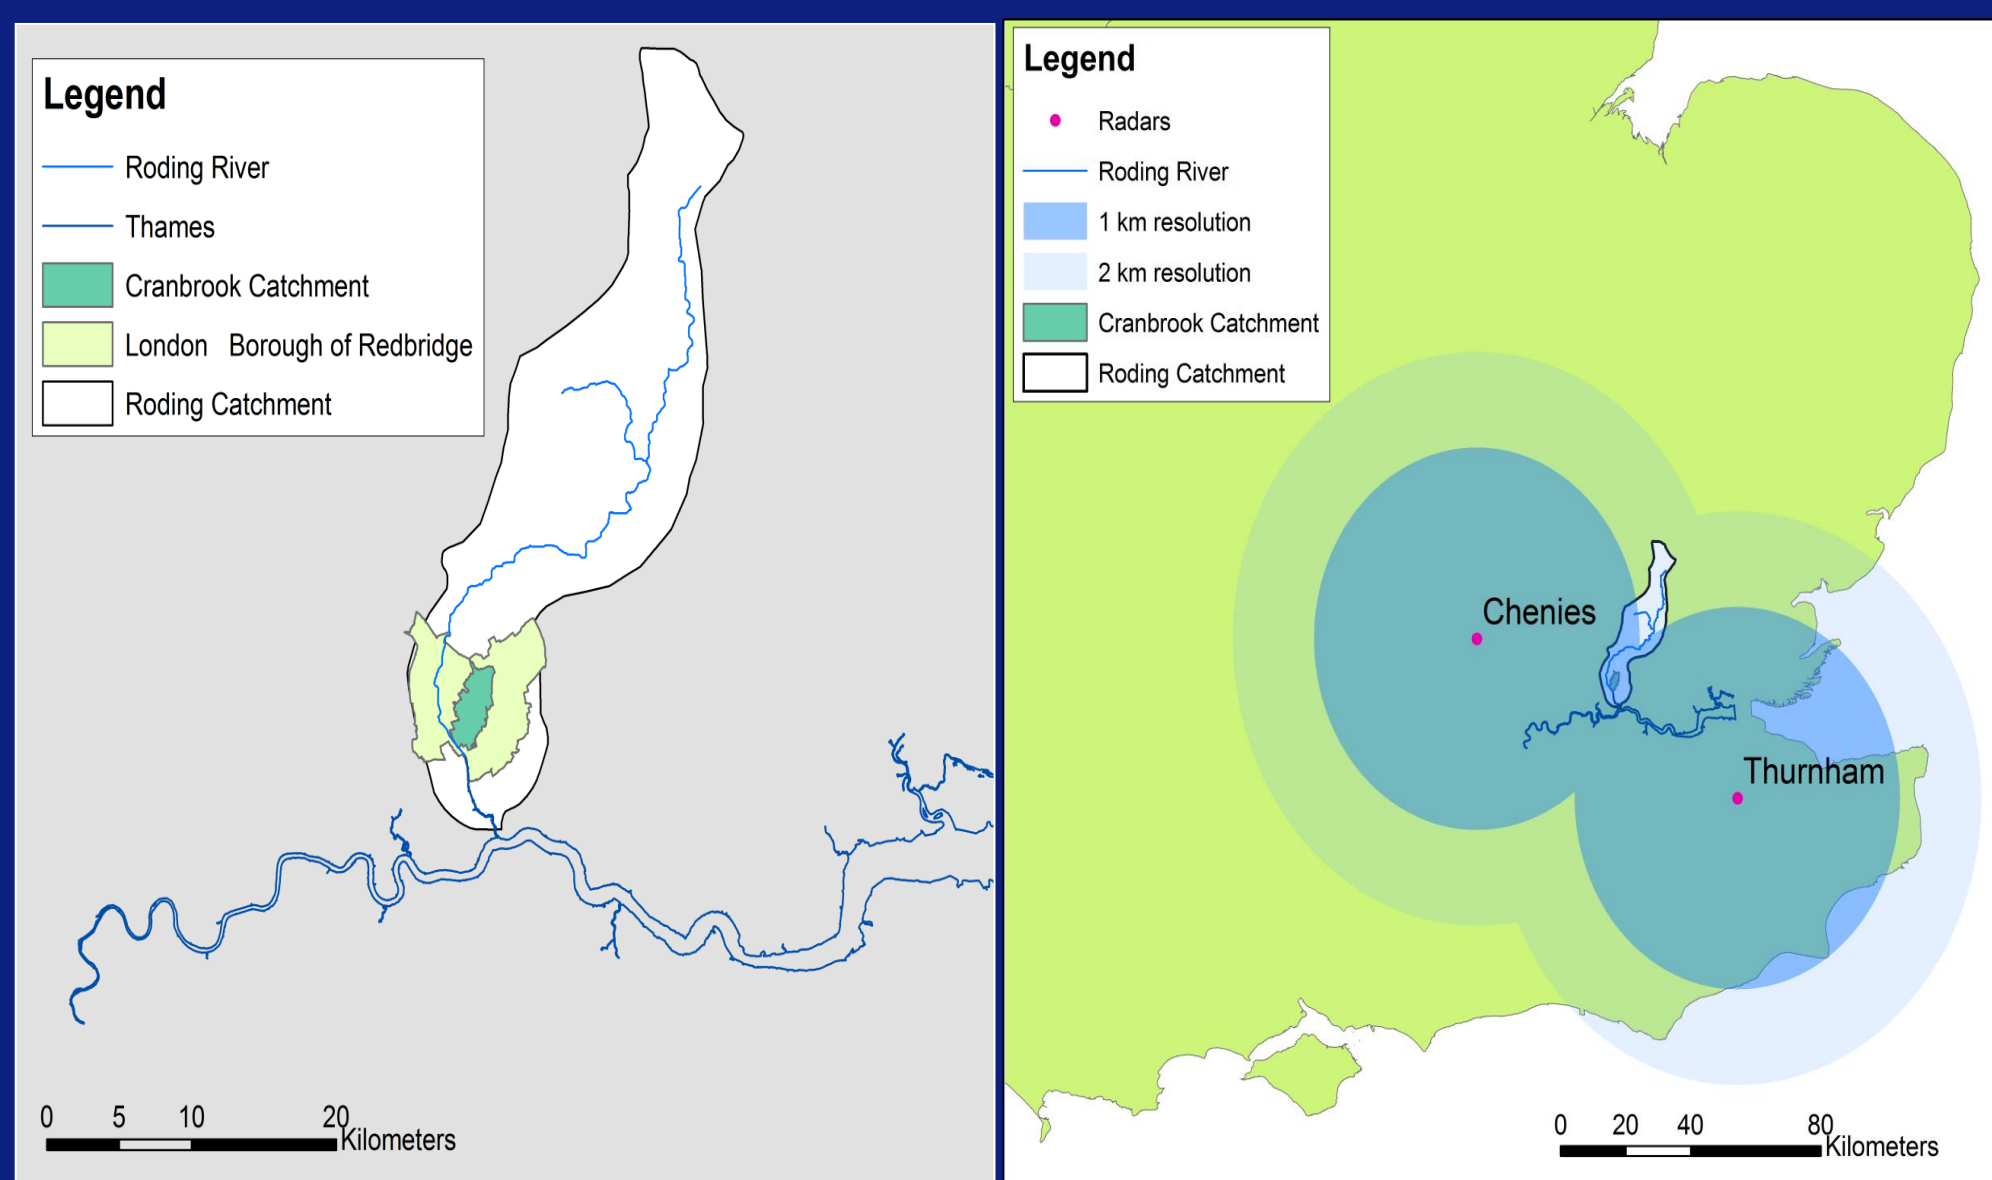 Legend
Roding River
Thames
Cranbrook Catchment
London Borough of Redbridge
Roding Catchment
0 5 10 20
Kilometers
Legend
Radars
Roding River
1 km resolution
2 km resolution
Cranbrook Catchment
Roding Catchment
Chenies
Thurnham
0 20 40 80
Kilometers